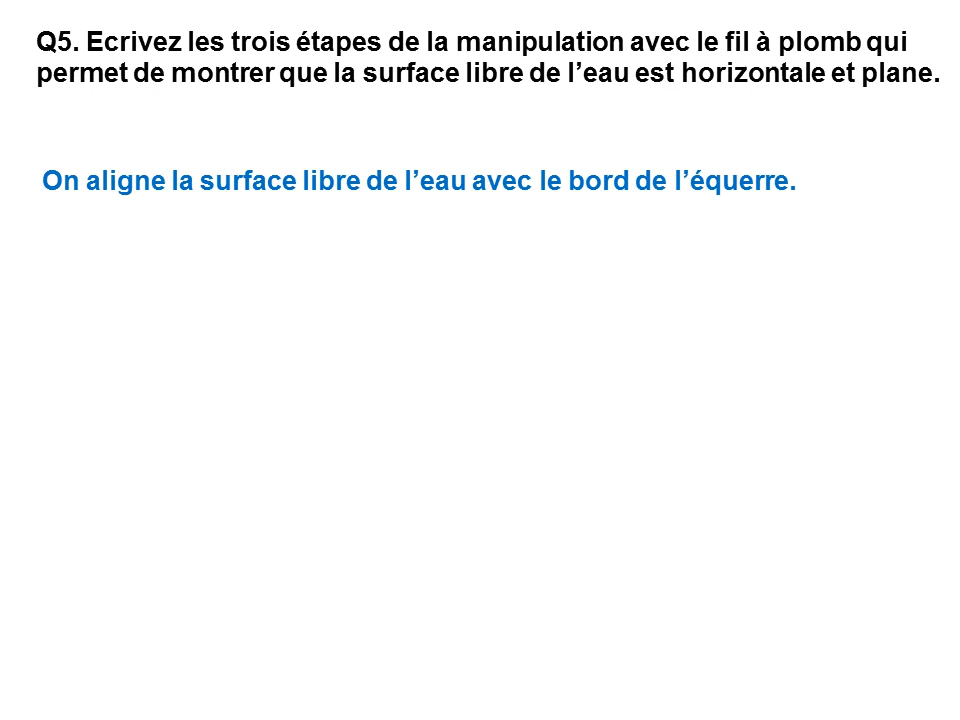 Q5. Ecrivez les trois étapes de la manipulation avec le fil à plomb qui
permet de montrer que la surface libre de l’eau est horizontale et plane.
On aligne la surface libre de l’eau avec le bord de l’équerre.